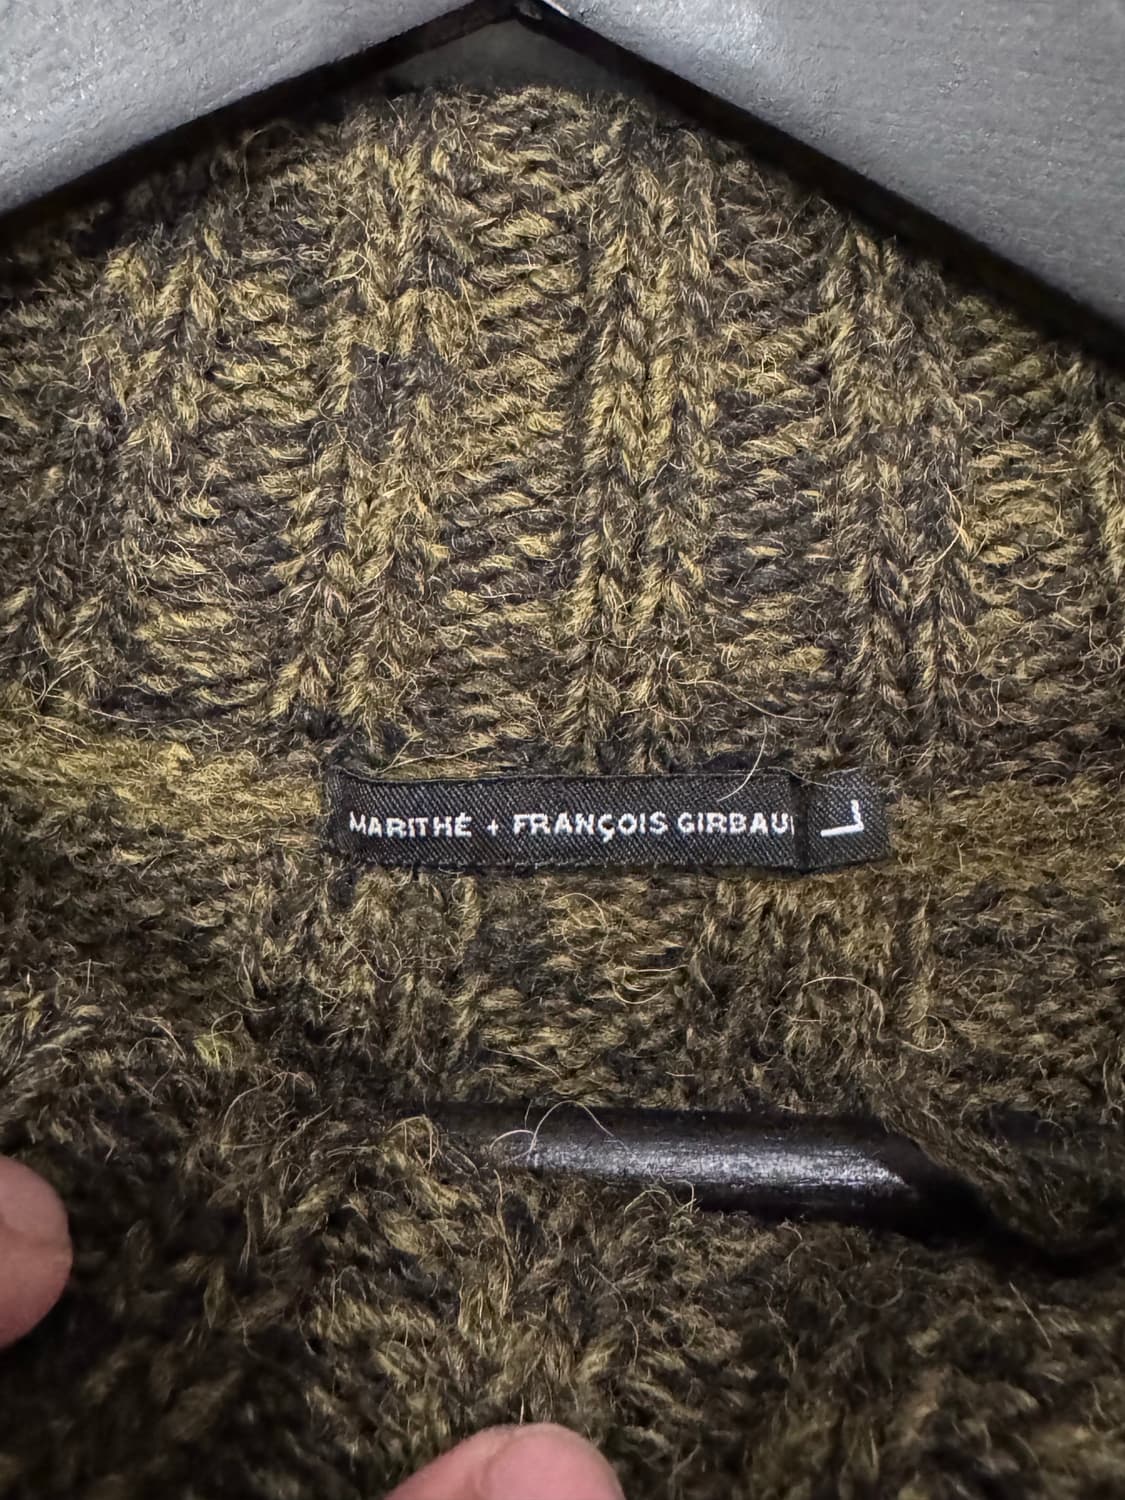 MARITHÉ + FRANÇOIS GIRBAU
L